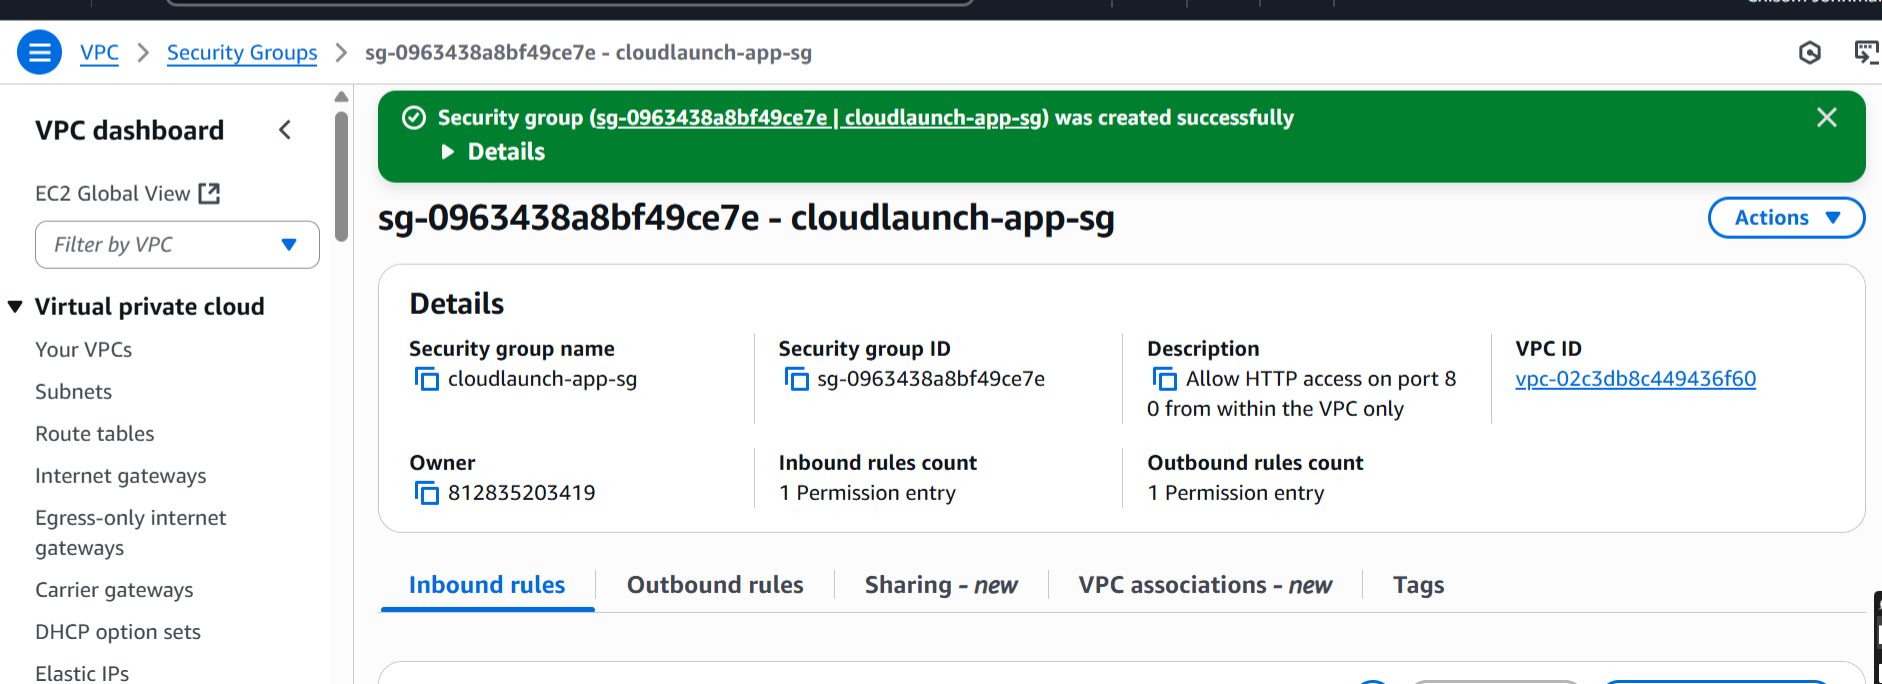 VPC > Security Groups > sg-0963438a8bf49ce7e - cloudlaunch-app-sg
VPC dashboard
EC2 Global View
Filter by VPC
Virtual private cloud
Your VPCs
Subnets
Route tables
Internet gateways
Egress-only internet
gateways
Carrier gateways
DHCP option sets
Elastic IPs
Security group (sg-0963438a8bf49ce7e | cloudlaunch-app-sg) was created successfully
Details
sg-0963438a8bf49ce7e - cloudlaunch-app-sg
Actions
Details
Security group name
cloudlaunch-app-sg
Security group ID
sg-0963438a8bf49ce7e
Description
Allow HTTP access on port 8
0 from within the VPC only
VPC ID
vpc-02c3db8c449436f60
Owner
812835203419
Inbound rules count
1 Permission entry
Outbound rules count
1 Permission entry
Inbound rules
Outbound rules
Sharing - new
VPC associations - new
Tags